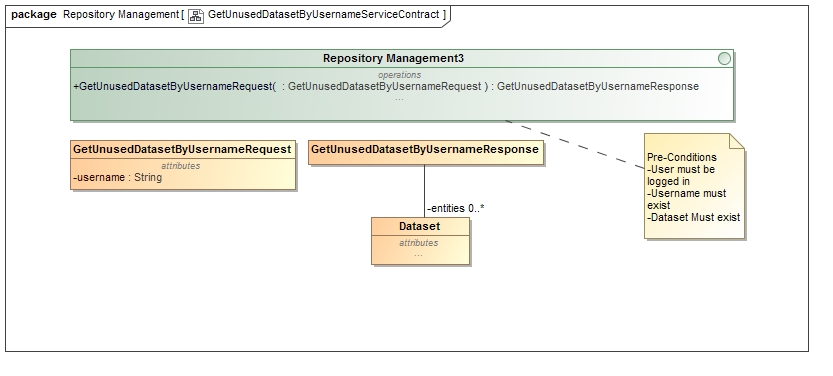 package Repository Management [ GetUnusedDatasetByUsernameServiceContract ]
Repository Management3
operations
+GetUnusedDatasetByUsernameRequest( : GetUnusedDatasetByUsernameRequest ) : GetUnusedDatasetByUsernameResponse
...
GetUnusedDatasetByUsernameRequest
attributes
-username : String
GetUnusedDatasetByUsernameResponse
-entities 0..*
Dataset
attributes
...
Pre-Conditions
-User must be
logged in
-Username must
exist
-Dataset Must exist